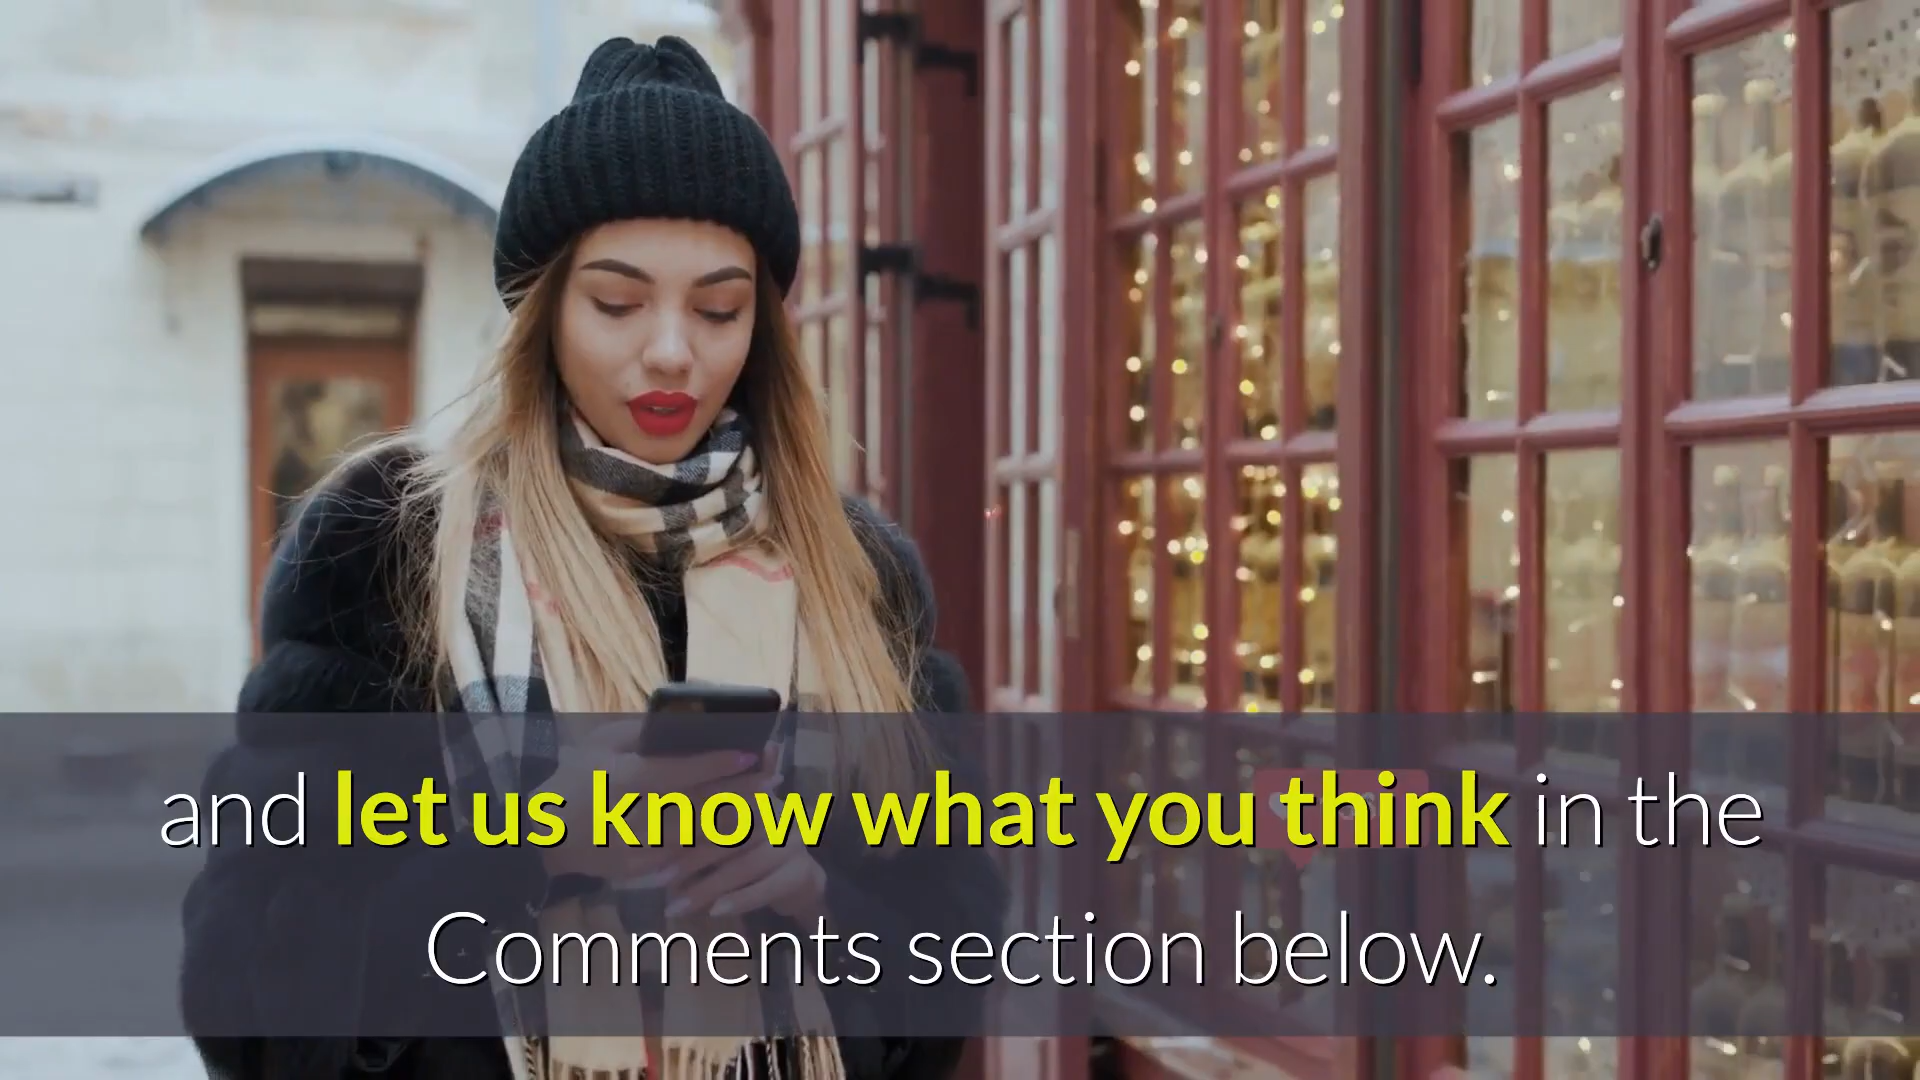 and let us know what you think in the
Comments section below.